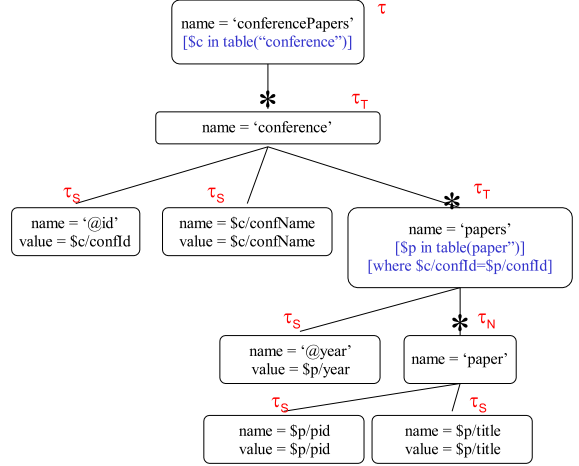 τ
name = ‘conferencePapers’
[$c in table(“conference”)]
*
τT
name = ‘conference’
τS
τS
τT
*
name = ‘@id’
value = $c/confId
name = $c/confName
value = $c/confName
name = ‘papers’
[$p in table(paper”)]
[where $c/confId=$p/confId]
τS
*
τN
name = ‘@year’
value = $p/year
name = ‘paper’
τS
τS
name = $p/pid
value = $p/pid
name = $p/title
value = $p/title